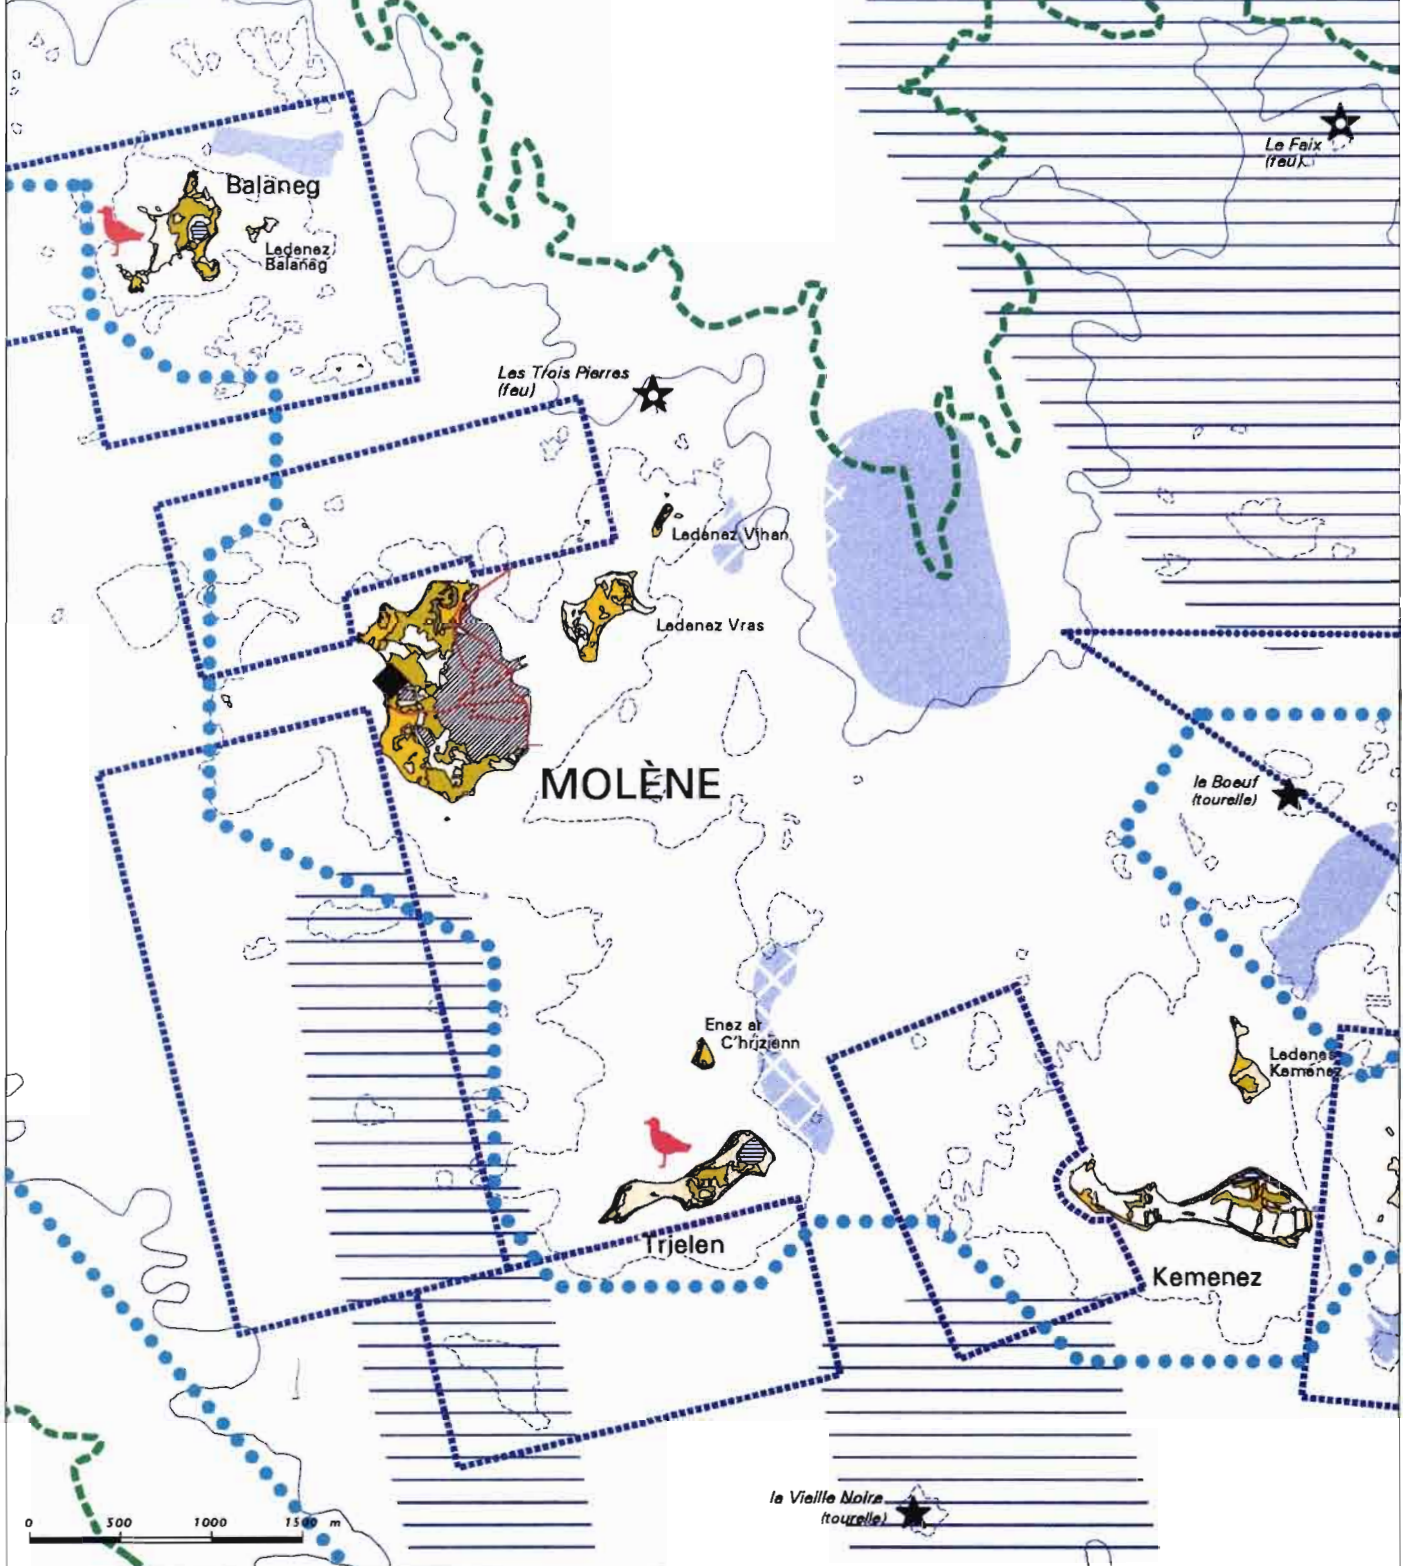 Le Faix
(feu)
Balaneg
Ledenez
Balaneg
Les Trois Pierres
(feu)
Ledenez Vihan
Ledenez Vras
MOLÈNE
le Boeuf
(tourelle)
Enez ar
C'hrizienn
Ledenes
Kemenez
Trielen
Kemenez
la Vieille Noire
(tourelle)
0 500 1000 1500 m